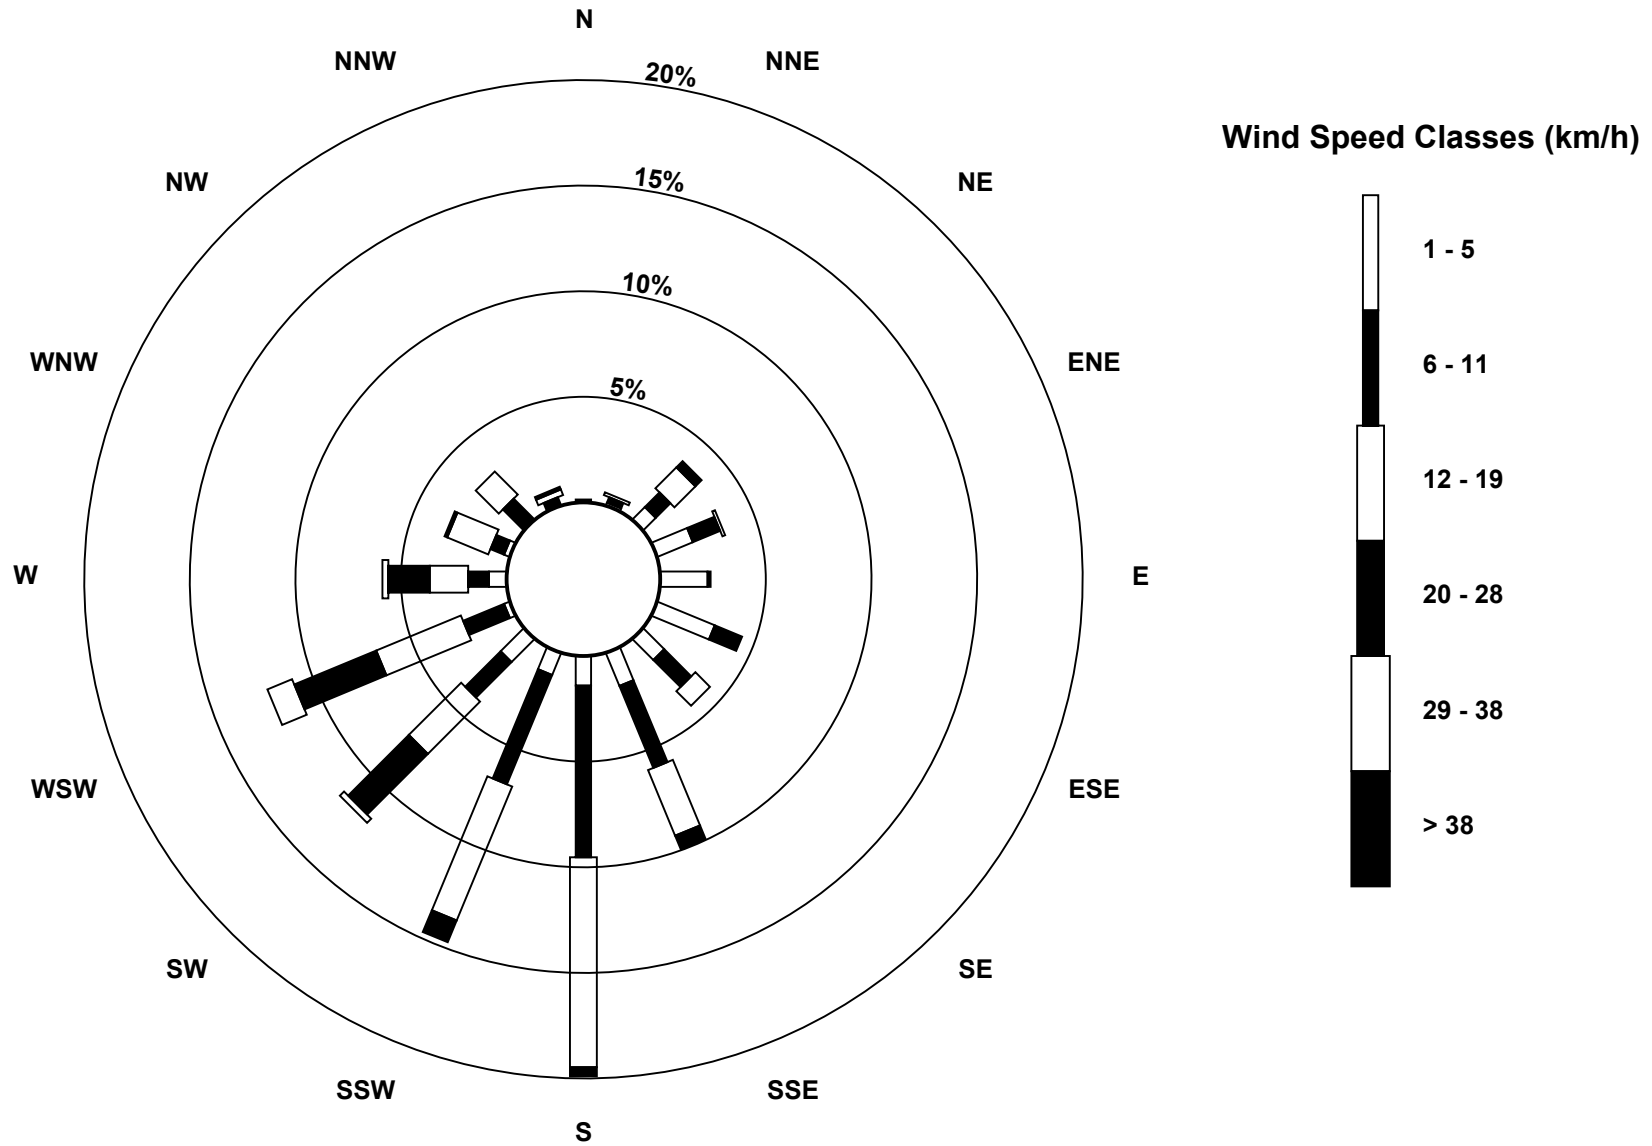 N
NNW
NNE
20%
Wind Speed Classes (km/h)
NW
15%
NE
1 - 5
10%
WNW
ENE
6 - 11
5%
12 - 19
W
E
20 - 28
29 - 38
WSW
ESE
> 38
SW
SE
SSW
SSE
S